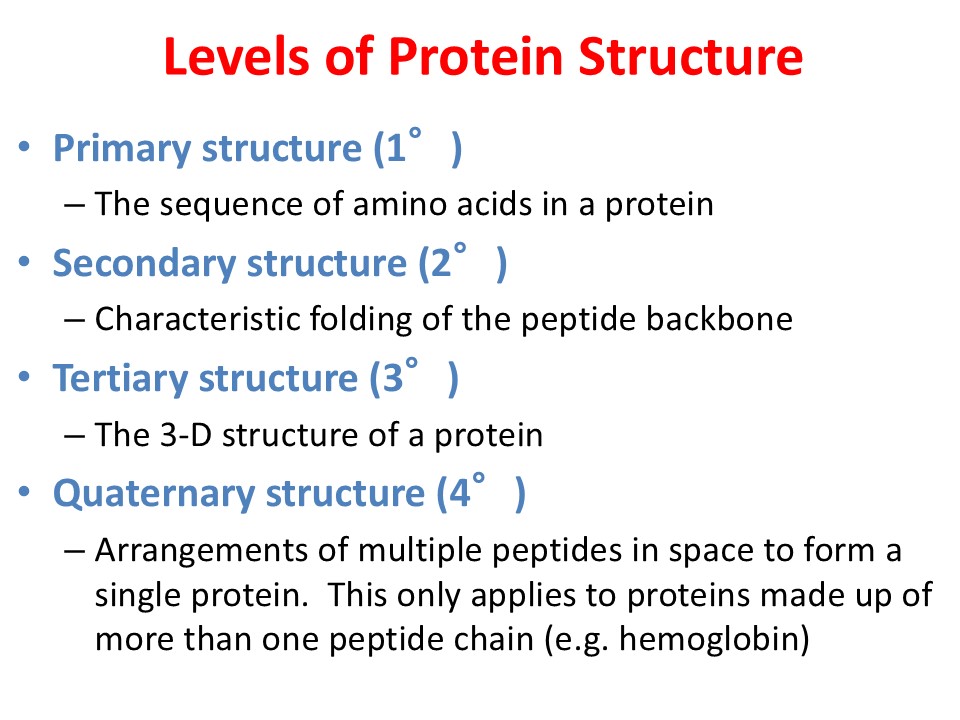 Levels of Protein Structure
• Primary structure (1° )
– The sequence of amino acids in a protein
• Secondary structure (2° )
– Characteristic folding of the peptide backbone
• Tertiary structure (3° )
– The 3-D structure of a protein
• Quaternary structure (4° )
– Arrangements of multiple peptides in space to form a
single protein.  This only applies to proteins made up of
more than one peptide chain (e.g. hemoglobin)